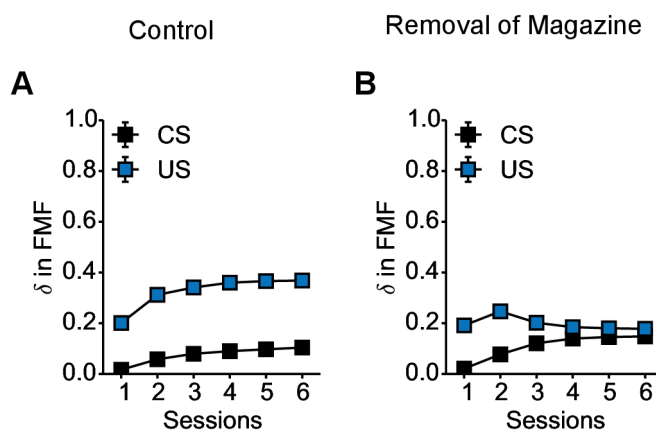 Control
Removal of Magazine
A
B
1.0
0.8
0.6
0.4
0.2
0.0
δ in FMF
CS
US
1 2 3 4 5 6
Sessions
1.0
0.8
0.6
0.4
0.2
0.0
δ in FMF
CS
US
1 2 3 4 5 6
Sessions